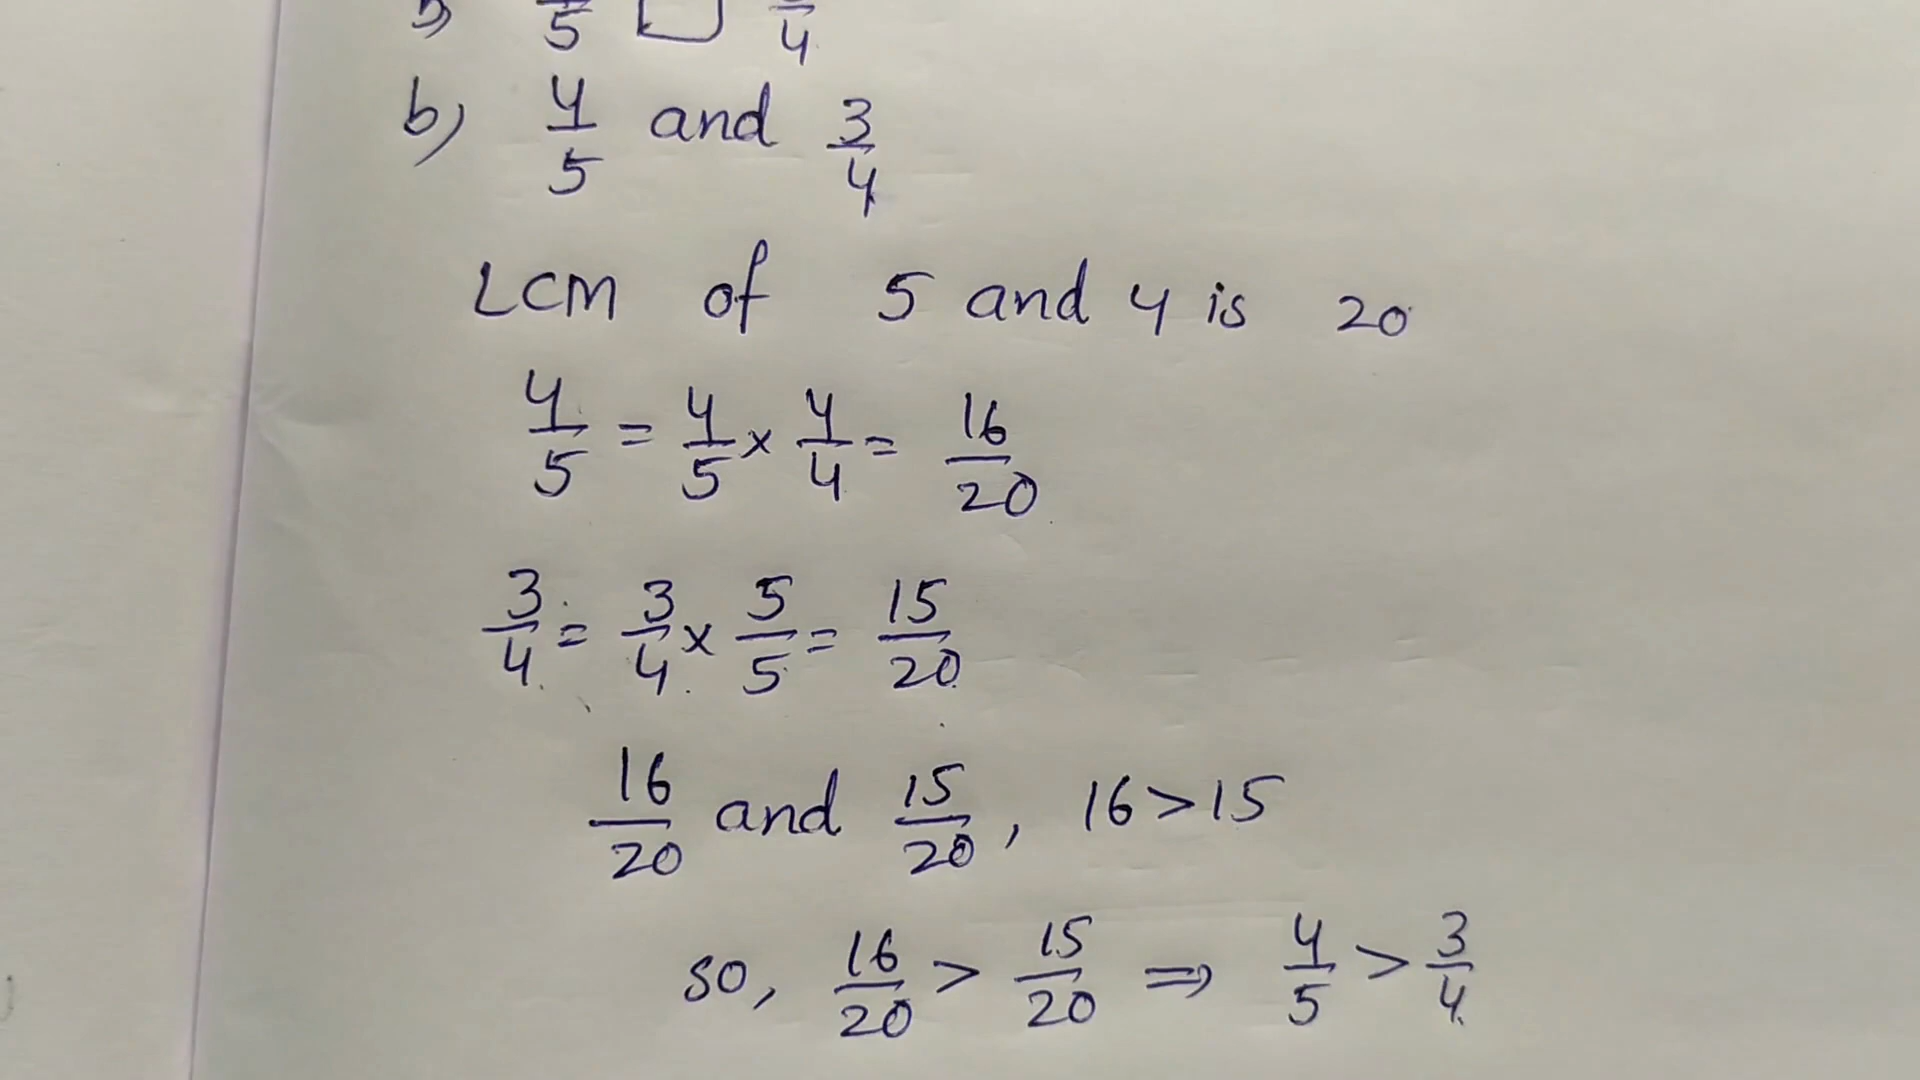 5 □ 4
b) 4/5 and 3/4
LCM of 5 and 4 is 20
4/5 = 4/5 x 4/4 = 16/20
3/4 = 3/4 x 5/5 = 15/20
16/20 and 15/20, 16>15
so, 16/20 > 15/20 ⇒ 4/5 > 3/4